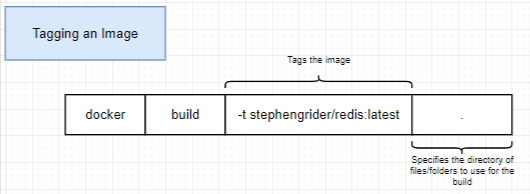 Tagging an Image
Tags the image
docker build -t stephengrider/redis:latest .
Specifies the directory of
files/folders to use for the
build